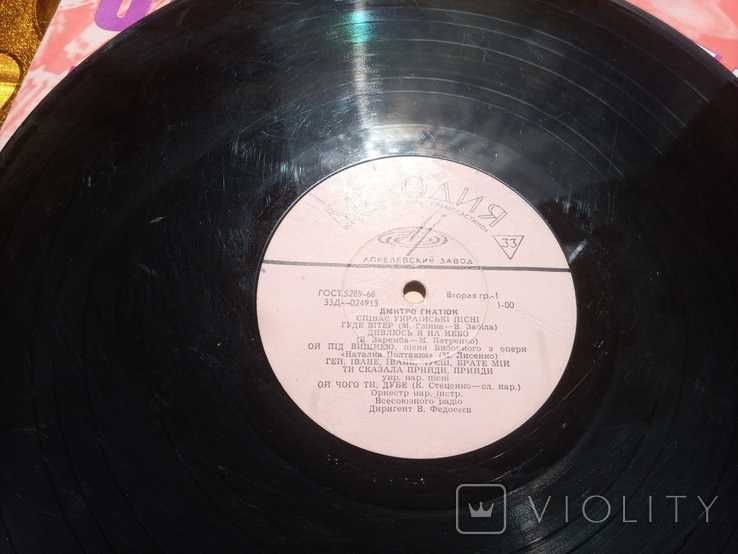 МЕЛОДИЯ
33
АПРЕЛЕВСКИЙ ЗАВОД
ГОСТ 5289-68 Вторая гр.-1
33Д—024913 1-00
ДМИТРО ГНАТЮК
СПІВАЄ УКРАЇНСЬКІ ПІСНІ
ГУДЕ ВІТЕР (М. Глінка—В. Забіла)
ДИВЛЮСЬ Я НА НЕБО
(В. Заремба—М. Петренко)
ОЙ ПІД ВИШНЕЮ, пісня Виборного з опери
«Наталка Полтавка» (М. Лисенко)
ГЕЙ, ІВАНЕ, ІВАНЕ, ЧУЄШ, БРАТЕ МІЙ
ТИ СКАЗАЛА ПРИЙДИ, ПРИЙДИ
укр. нар. пісні
ОЙ ЧОГО ТИ, ДУБЕ (К. Стеценко—сл. нар.)
Оркестр нар. інстр.
Всесоюзного радіо
Диригент В. Федосеєв
VIOLITY